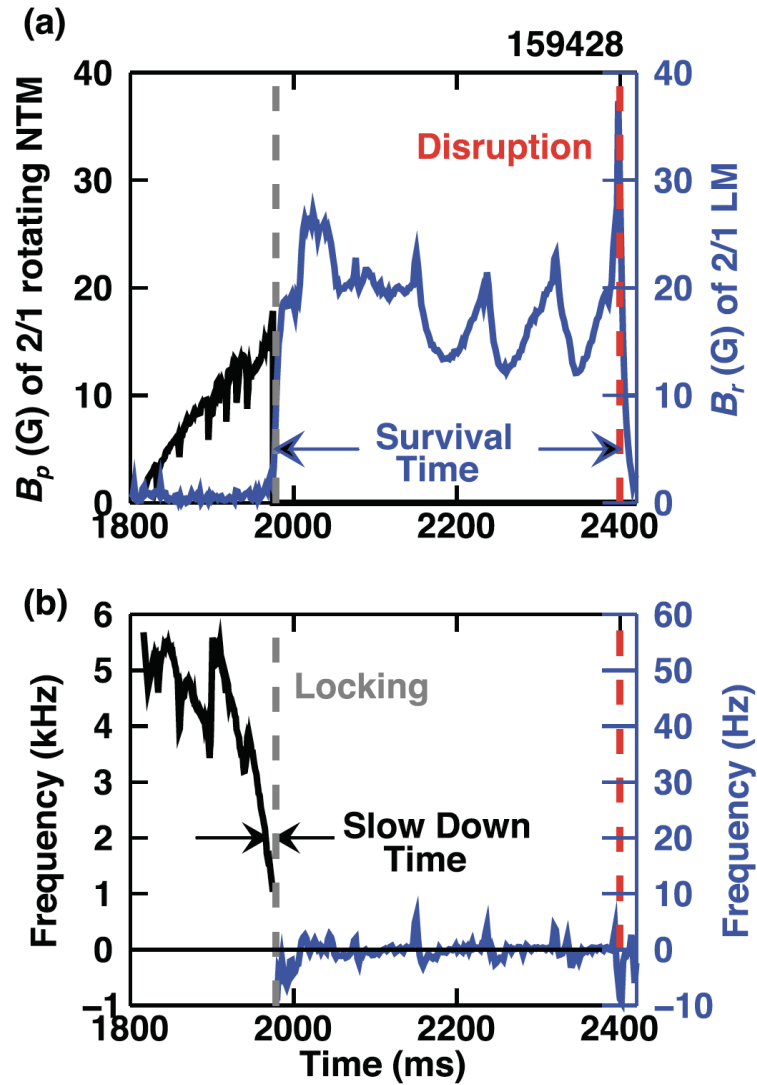 (a)
159428
40
30
20
10
0
Bp (G) of 2/1 rotating NTM
40
30
20
10
0
Br (G) of 2/1 LM
Disruption
Survival
Time
1800
2000
2200
2400
(b)
6
5
4
3
2
1
0
−1
Frequency (kHz)
60
50
40
30
20
10
0
−10
Frequency (Hz)
Locking
Slow Down
Time
1800
2000
2200
2400
Time (ms)